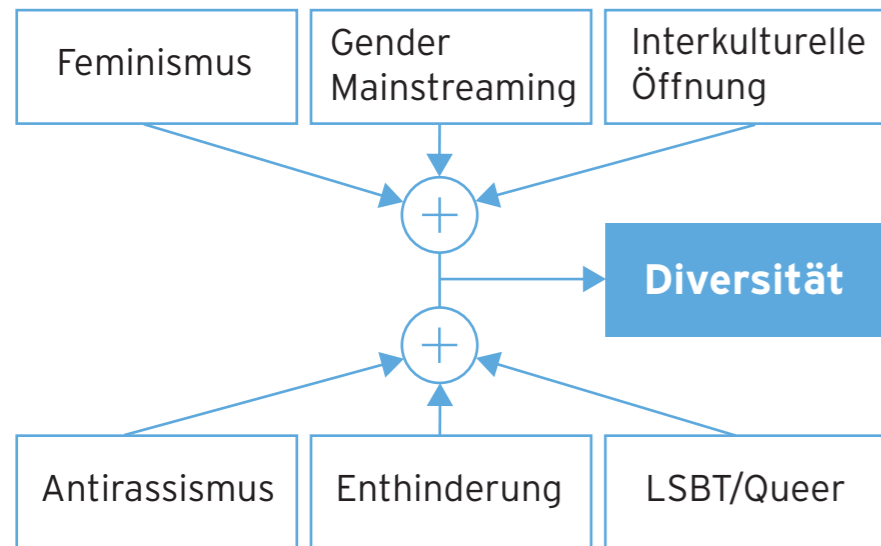 Feminismus
Gender
Mainstreaming
Interkulturelle
Öffnung
+
Diversität
+
Antirassismus
Enthinderung
LSBT/Queer